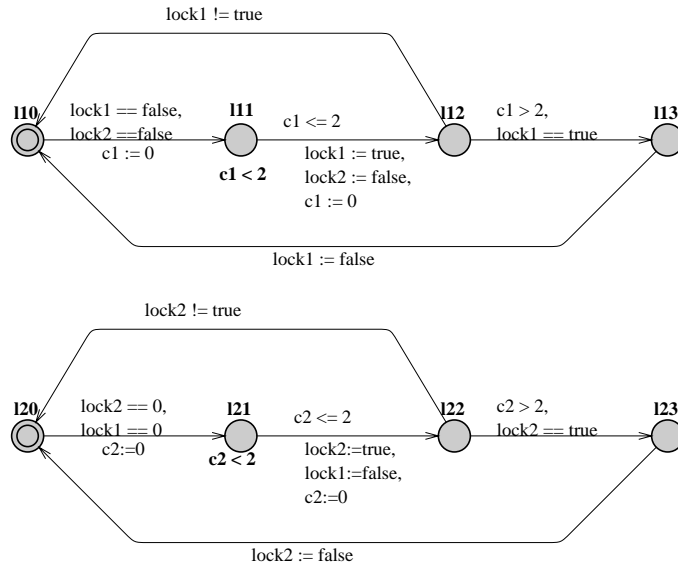 lock1 != true
l10
l11
l12
l13
lock1 == false,
lock2 ==false
c1 := 0
c1 <= 2
c1 > 2,
lock1 == true
lock1 := true,
lock2 := false,
c1 := 0
c1 < 2
lock1 := false
lock2 != true
l20
l21
l22
l23
lock2 == 0,
lock1 == 0
c2:=0
c2 <= 2
c2 > 2,
lock2 == true
lock2:=true,
lock1:=false,
c2:=0
c2 < 2
lock2 := false